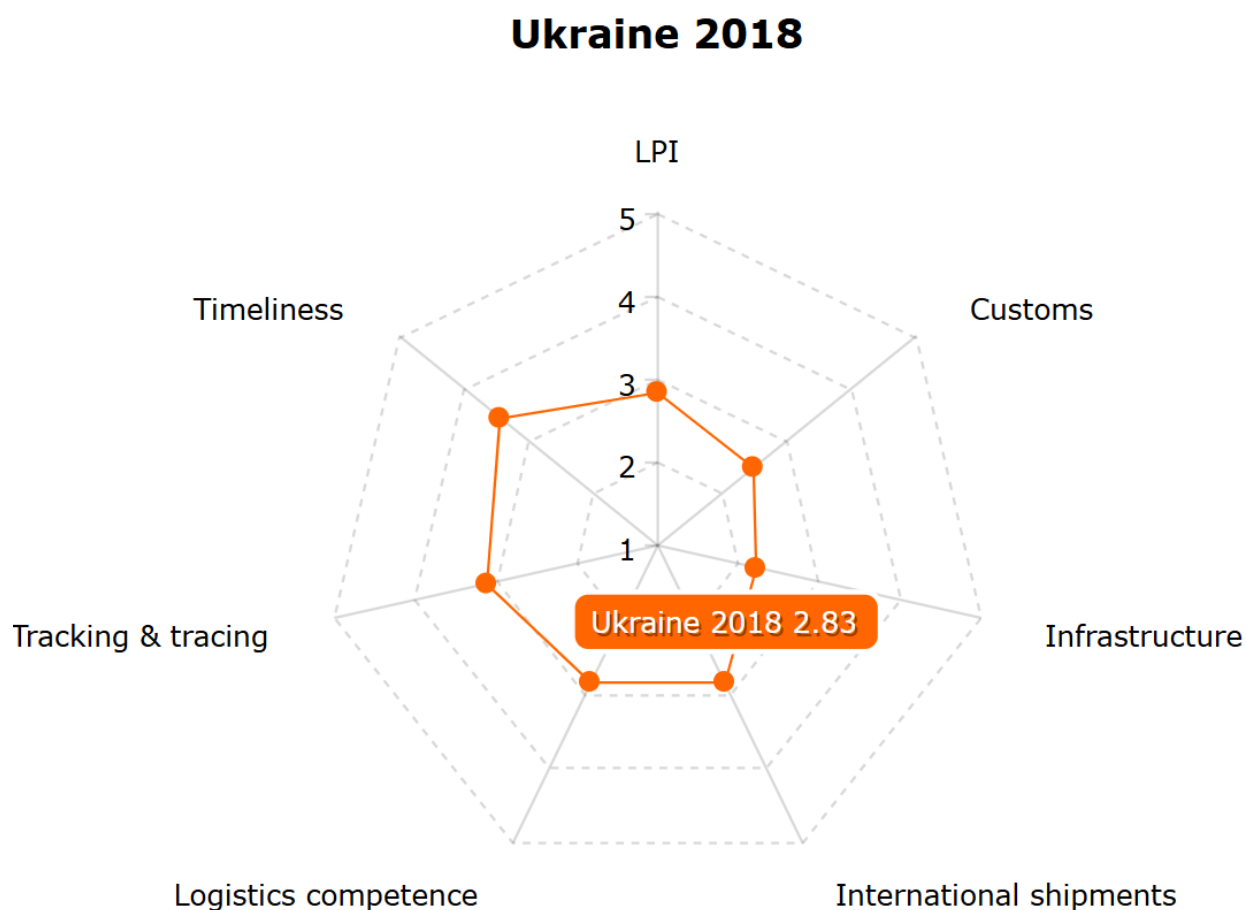 Ukraine 2018
LPI
5
Timeliness
Customs
4
3
2
1
Ukraine 2018 2.83
Tracking & tracing
Infrastructure
Logistics competence
International shipments